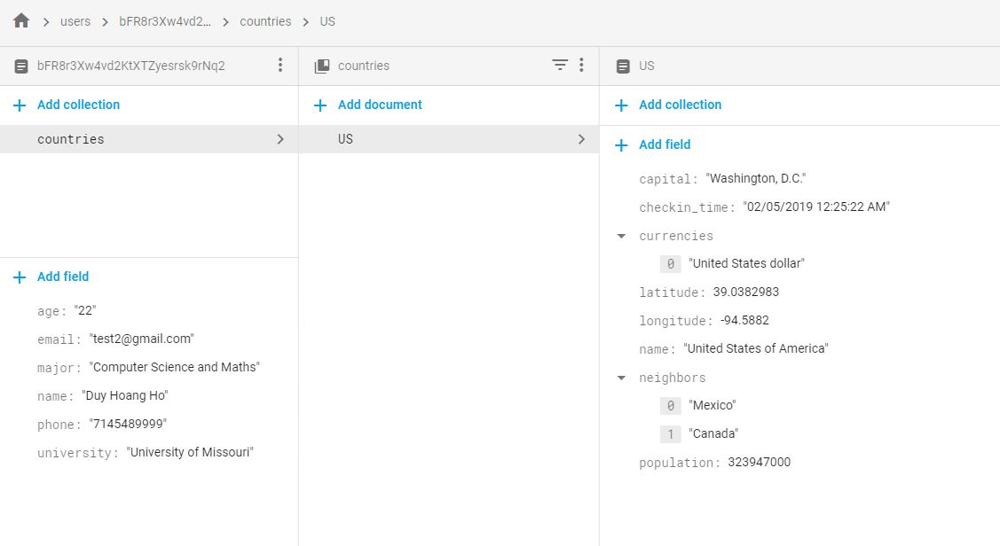 users > bFR8r3Xw4vd2... > countries > US
bFR8r3Xw4vd2KtXTZyesrsk9rNq2
Add collection
countries
Add field
age: "22"
email: "test2@gmail.com"
major: "Computer Science and Maths"
name: "Duy Hoang Ho"
phone: "7145489999"
university: "University of Missouri"
countries
Add document
US
US
Add collection
Add field
capital: "Washington, D.C."
checkin_time: "02/05/2019 12:25:22 AM"
currencies
0 "United States dollar"
latitude: 39.0382983
longitude: -94.5882
name: "United States of America"
neighbors
0 "Mexico"
1 "Canada"
population: 323947000